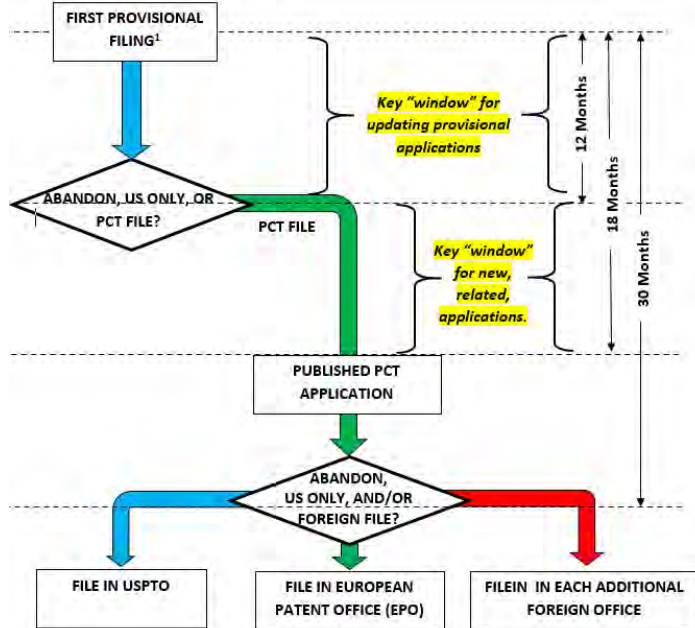 FIRST PROVISIONAL
FILING¹
Key “window” for
updating provisional
applications
12 Months
18 Months
30 Months
ABANDON, US ONLY, OR
PCT FILE?
PCT FILE
Key “window”
for new,
related,
applications.
PUBLISHED PCT
APPLICATION
ABANDON,
US ONLY, AND/OR
FOREIGN FILE?
FILE IN USPTO
FILE IN EUROPEAN
PATENT OFFICE (EPO)
FILEIN IN EACH ADDITIONAL
FOREIGN OFFICE